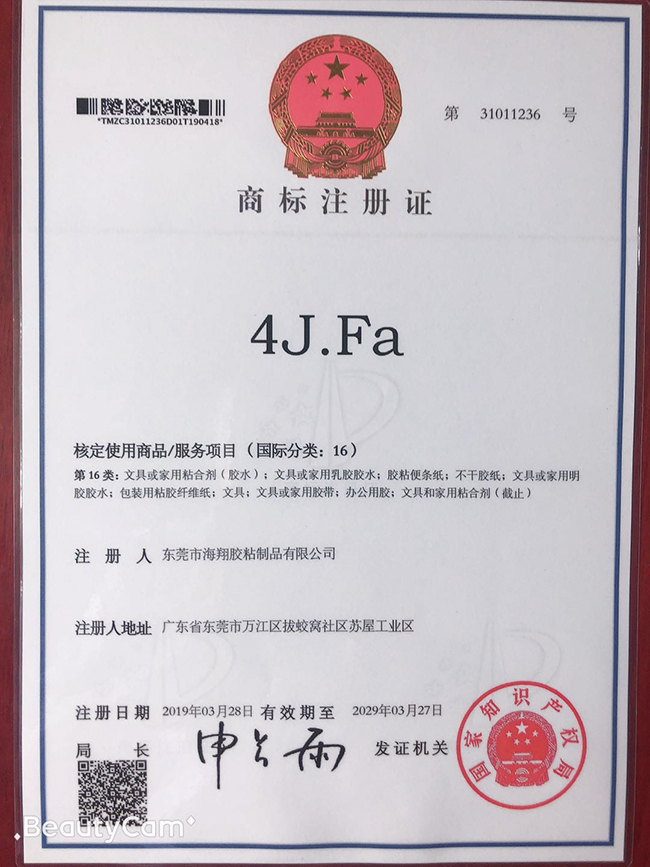 *TMZC31011236D01T190418*
第 31011236 号
商标注册证
4J.Fa
核定使用商品/服务项目（国际分类：16）
第16类：文具或家用粘合剂（胶水）；文具或家用乳胶胶水；胶粘便条纸；不干胶纸；文具或家用明
胶胶水；包装用粘胶纤维纸；文具；文具或家用胶带；办公用胶；文具和家用粘合剂（截止）
注册人 东莞市海翔胶粘制品有限公司
注册人地址 广东省东莞市万江区拔蛟窝社区苏屋工业区
注册日期 2019年03月28日 有效期至 2029年03月27日
局长 申长雨 发证机关
国家知识产权局
BeautyCam